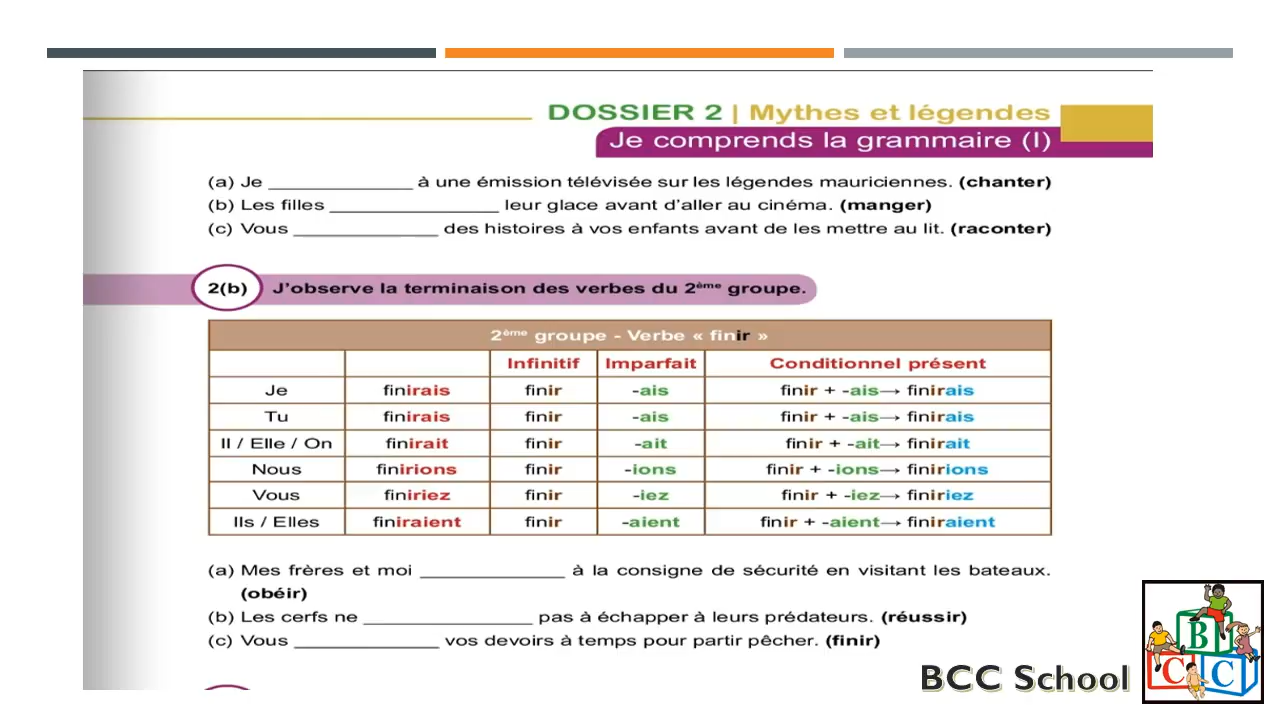 DOSSIER 2 | Mythes et légendes
Je comprends la grammaire (I)
(a) Je ______________ à une émission télévisée sur les légendes mauriciennes. (chanter)
(b) Les filles ________________ leur glace avant d'aller au cinéma. (manger)
(c) Vous ______________ des histoires à vos enfants avant de les mettre au lit. (raconter)
2(b) J'observe la terminaison des verbes du 2ème groupe.
2ème groupe - Verbe « finir »
Infinitif Imparfait Conditionnel présent
Je finirais finir -ais finir + -ais→ finirais
Tu finirais finir -ais finir + -ais→ finirais
Il / Elle / On finirait finir -ait finir + -ait→ finirait
Nous finirions finir -ions finir + -ions→ finirions
Vous finiriez finir -iez finir + -iez→ finiriez
Ils / Elles finiraient finir -aient finir + -aient→ finiraient
(a) Mes frères et moi ______________ à la consigne de sécurité en visitant les bateaux.
(obéir)
(b) Les cerfs ne ________________ pas à échapper à leurs prédateurs. (réussir)
(c) Vous ______________ vos devoirs à temps pour partir pêcher. (finir)
BCC School
B
C C